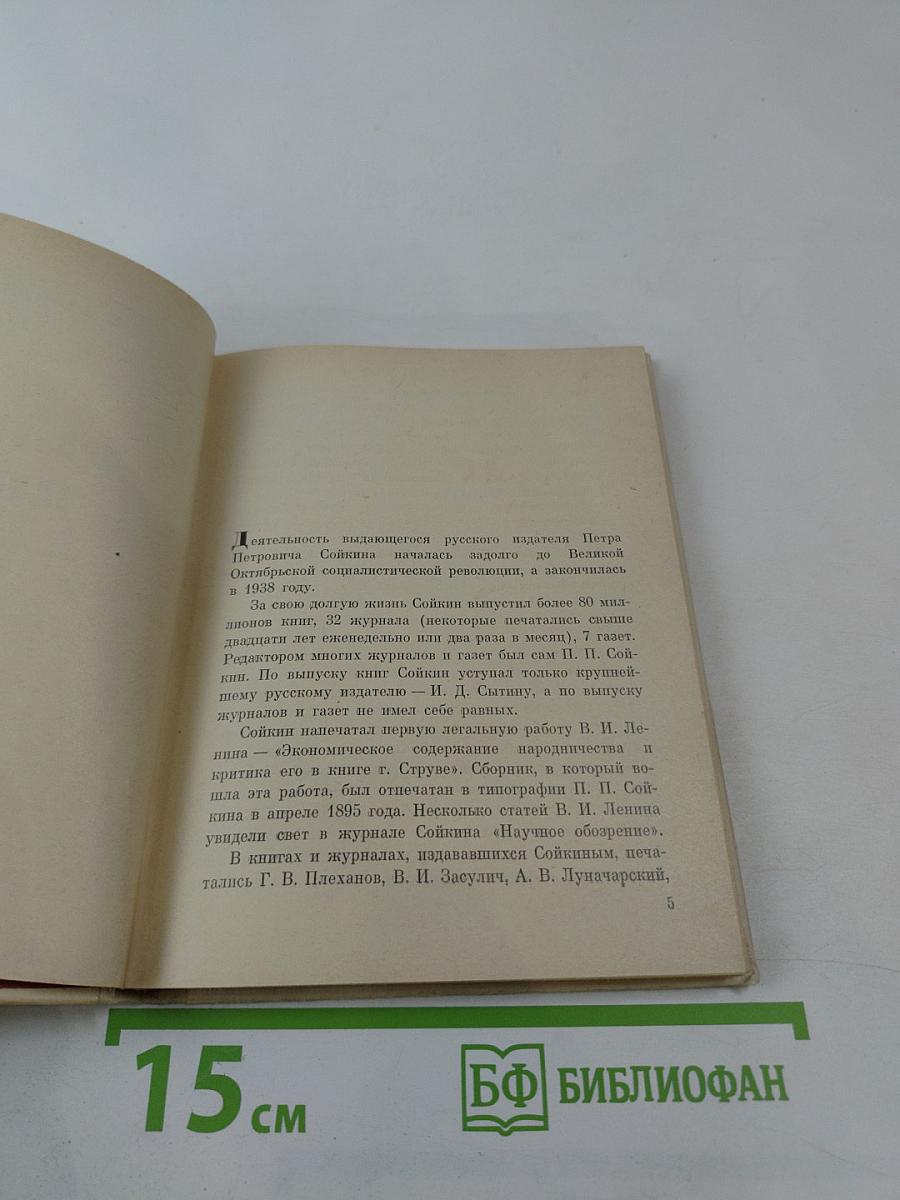 Деятельность выдающегося русского издателя Петра
Петровича Сойкина началась задолго до Великой
Октябрьской социалистической революции, а закончилась
в 1938 году.
За свою долгую жизнь Сойкин выпустил более 80 мил-
лионов книг, 32 журнала (некоторые печатались свыше
двадцати лет еженедельно или два раза в месяц), 7 газет.
Редактором многих журналов и газет был сам П. П. Сой-
кин. По выпуску книг Сойкин уступал только крупней-
шему русскому издателю — И. Д. Сытину, а по выпуску
журналов и газет не имел себе равных.
Сойкин напечатал первую легальную работу В. И. Ле-
нина — «Экономическое содержание народничества и
критика его в книге г. Струве». Сборник, в который во-
шла эта работа, был отпечатан в типографии П. П. Сой-
кина в апреле 1895 года. Несколько статей В. И. Ленина
увидели свет в журнале Сойкина «Научное обозрение».
В книгах и журналах, издававшихся Сойкиным, печа-
тались Г. В. Плеханов, В. И. Засулич, А. В. Луначарский,
5
15 см
БФ БИБЛИОФАН